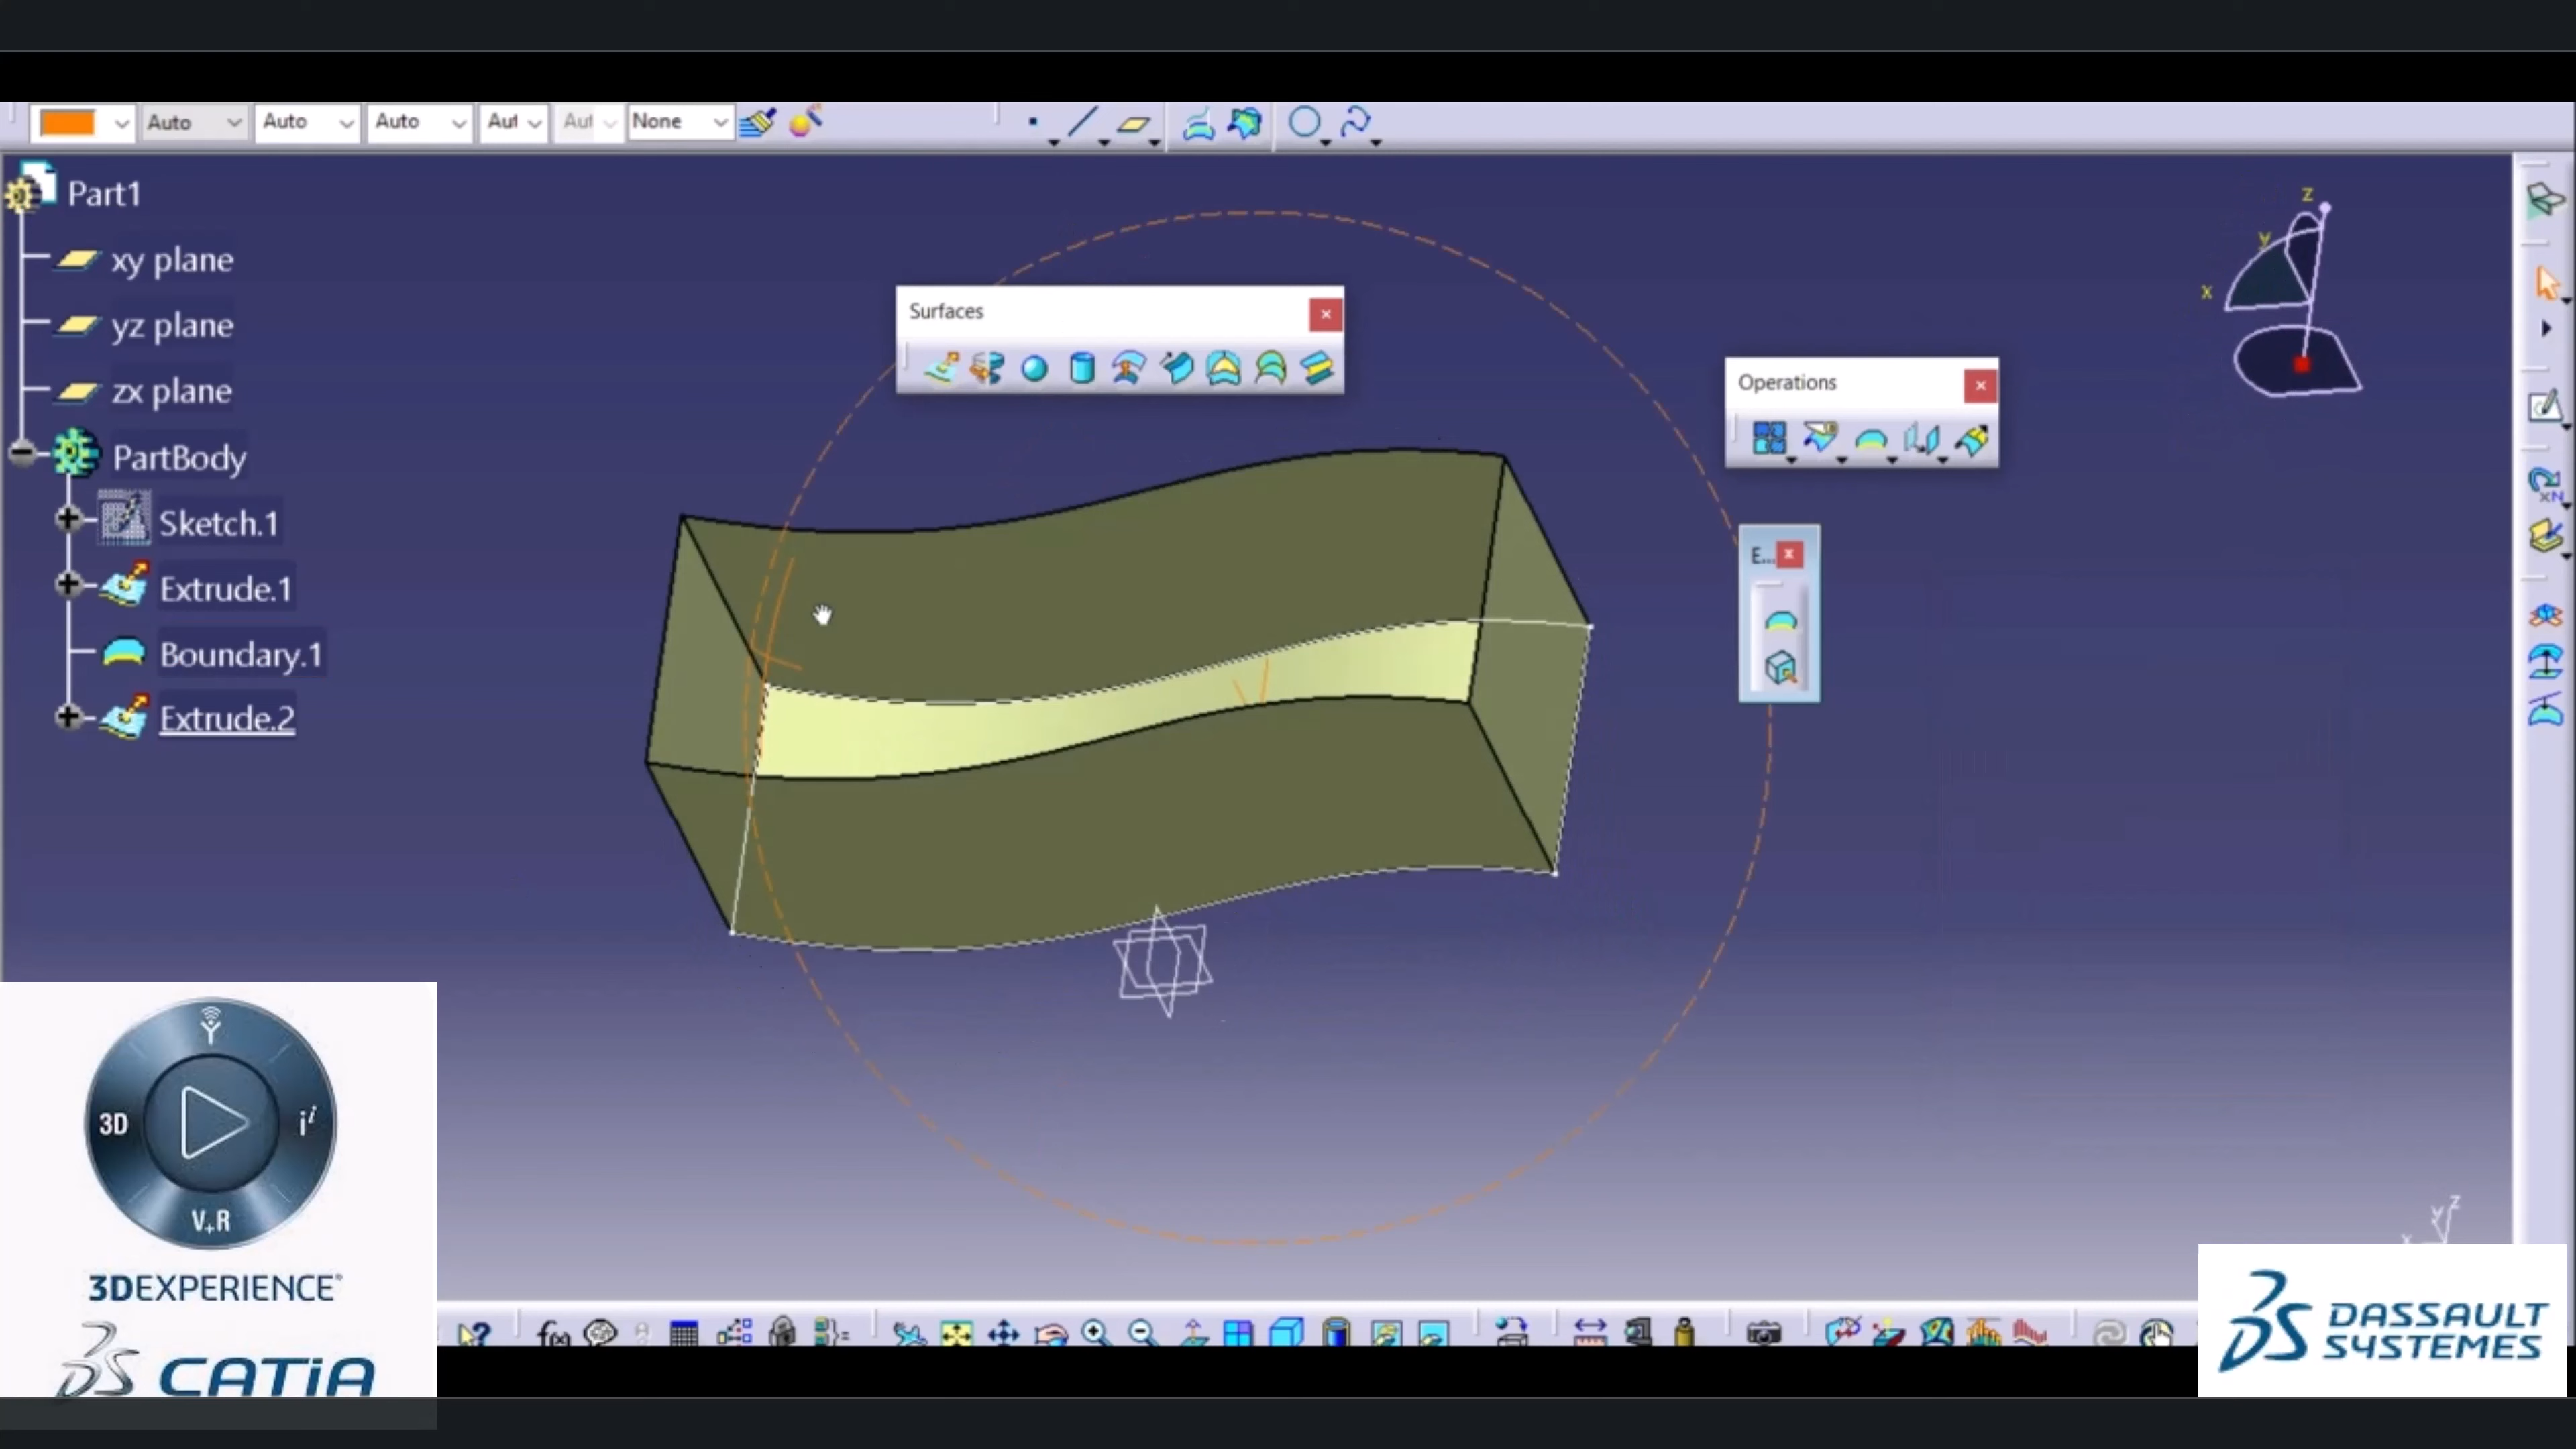 Auto
Auto
Auto
Aut
Aut
None
Part1
xy plane
yz plane
zx plane
PartBody
Sketch.1
Extrude.1
Boundary.1
Extrude.2
Surfaces
Operations
E...
z
y
x
xN
3D
V+R
3DEXPERIENCE®
CATIA
f(x)
z
y
x
DASSAULT
SYSTEMES